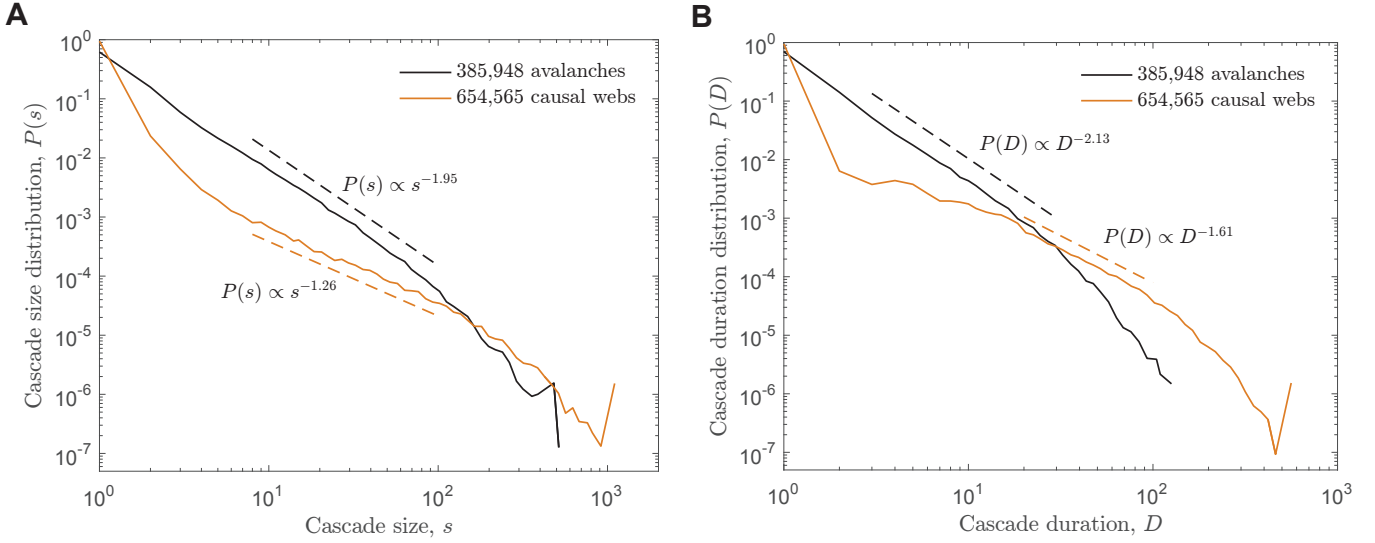 A
10^0
10^-1
10^-2
10^-3
10^-4
10^-5
10^-6
10^-7
Cascade size distribution, P(s)
385,948 avalanches
654,565 causal webs
P(s) ∝ s^-1.95
P(s) ∝ s^-1.26
10^0 10^1 10^2 10^3
Cascade size, s
B
10^0
10^-1
10^-2
10^-3
10^-4
10^-5
10^-6
10^-7
Cascade duration distribution, P(D)
385,948 avalanches
654,565 causal webs
P(D) ∝ D^-2.13
P(D) ∝ D^-1.61
10^0 10^1 10^2 10^3
Cascade duration, D